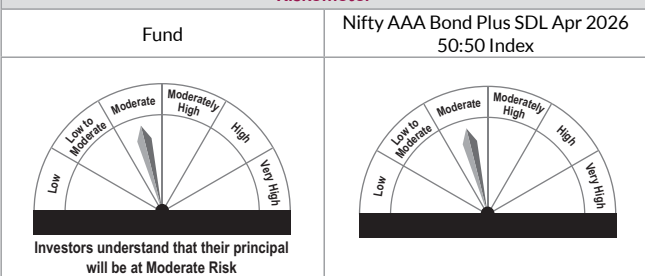 Riskometer
Fund
Nifty AAA Bond Plus SDL Apr 2026
50:50 Index
Low
Low to
Moderate
Moderate
Moderately
High
High
Very High
Investors understand that their principal
will be at Moderate Risk
Low
Low to
Moderate
Moderate
Moderately
High
High
Very High